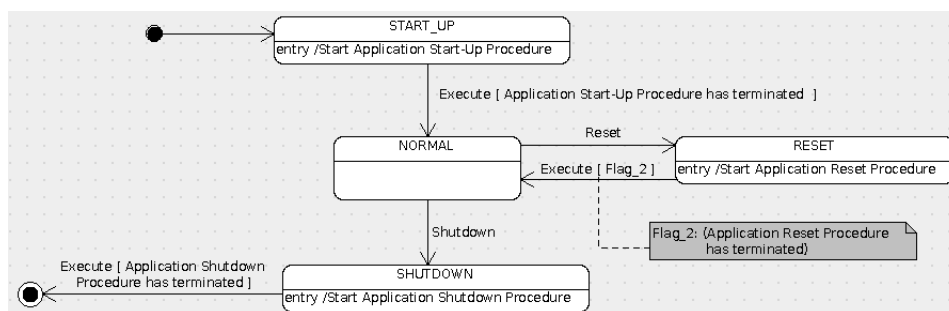 START_UP
entry /Start Application Start-Up Procedure
Execute [ Application Start-Up Procedure has terminated  ]
Reset
NORMAL
RESET
Execute [ Flag_2 ]
entry /Start Application Reset Procedure
Shutdown
Flag_2: (Application Reset Procedure
has terminated)
Execute [ Application Shutdown
Procedure has terminated ]
SHUTDOWN
entry /Start Application Shutdown Procedure